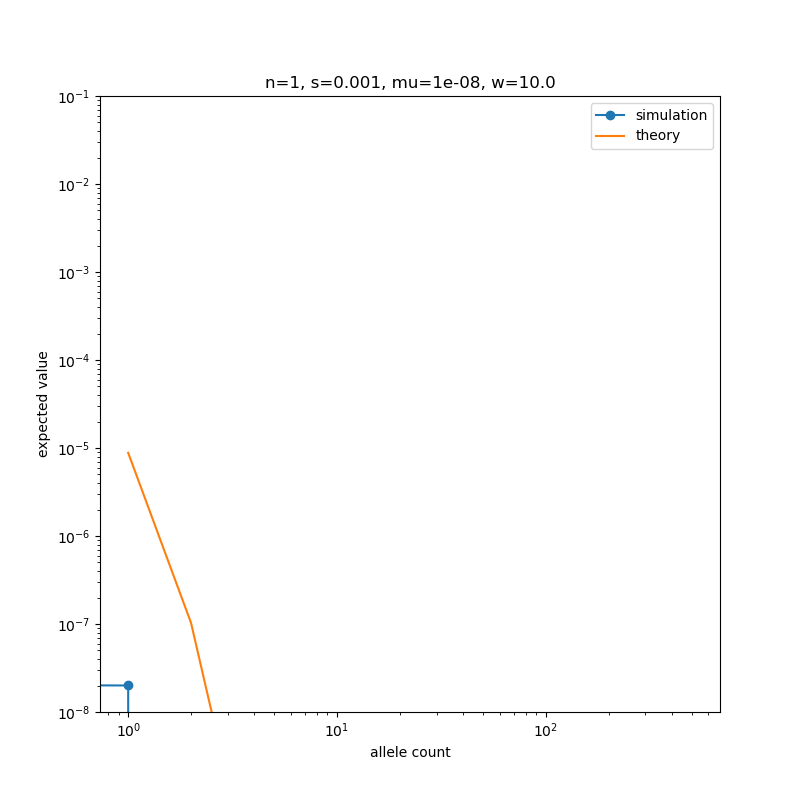 n=1, s=0.001, mu=1e-08, w=10.0
simulation
theory
10⁻¹
10⁻²
10⁻³
10⁻⁴
10⁻⁵
10⁻⁶
10⁻⁷
10⁻⁸
expected value
10⁰
10¹
10²
allele count